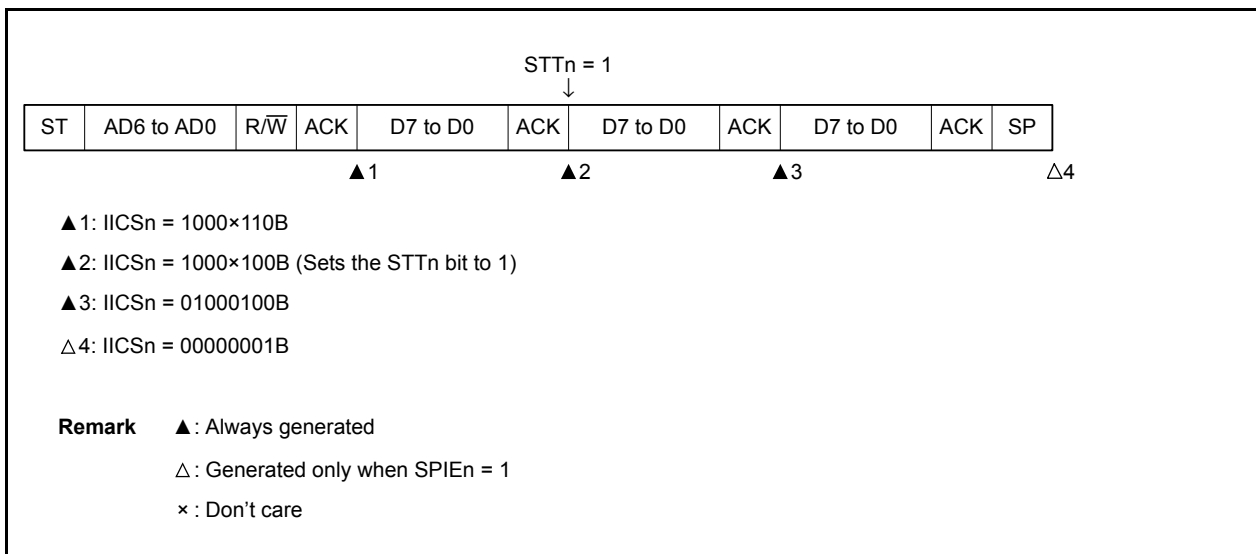 STTn = 1
↓
ST AD6 to AD0 R/W̅ ACK D7 to D0 ACK D7 to D0 ACK D7 to D0 ACK SP
▲1 ▲2 ▲3 △4
▲1: IICSn = 1000×110B
▲2: IICSn = 1000×100B (Sets the STTn bit to 1)
▲3: IICSn = 01000100B
△4: IICSn = 00000001B
Remark ▲: Always generated
△: Generated only when SPIEn = 1
× : Don’t care